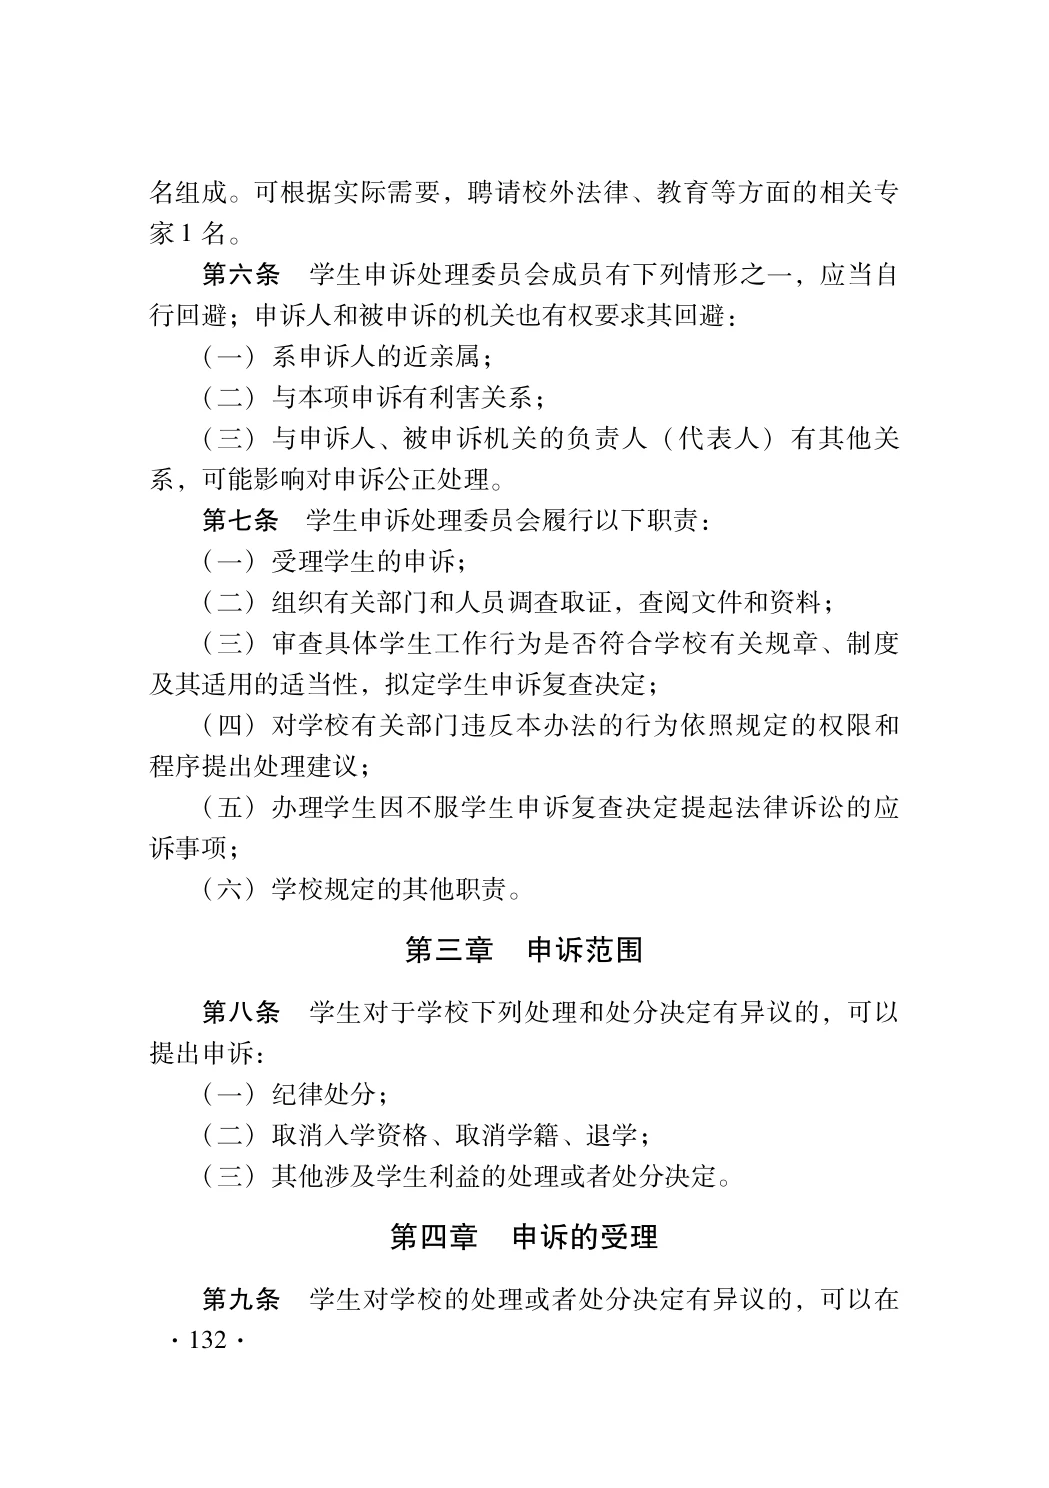 名组成。可根据实际需要，聘请校外法律、教育等方面的相关专
家1 名。
第六条　学生申诉处理委员会成员有下列情形之一，应当自
行回避；申诉人和被申诉的机关也有权要求其回避：
（一）系申诉人的近亲属；
（二）与本项申诉有利害关系；
（三）与申诉人、被申诉机关的负责人（代表人）有其他关
系，可能影响对申诉公正处理。
第七条　学生申诉处理委员会履行以下职责：
（一）受理学生的申诉；
（二）组织有关部门和人员调查取证，查阅文件和资料；
（三）审查具体学生工作行为是否符合学校有关规章、制度
及其适用的适当性，拟定学生申诉复查决定；
（四）对学校有关部门违反本办法的行为依照规定的权限和
程序提出处理建议；
（五）办理学生因不服学生申诉复查决定提起法律诉讼的应
诉事项；
（六）学校规定的其他职责。
第三章　申诉范围
第八条　学生对于学校下列处理和处分决定有异议的，可以
提出申诉：
（一）纪律处分；
（二）取消入学资格、取消学籍、退学；
（三）其他涉及学生利益的处理或者处分决定。
第四章　申诉的受理
第九条　学生对学校的处理或者处分决定有异议的，可以在
·132·